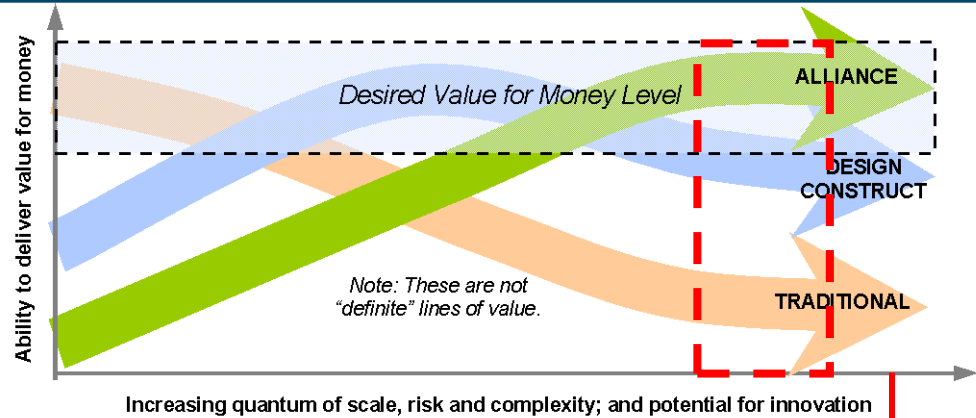 Ability to deliver value for money
ALLIANCE
Desired Value for Money Level
DESIGN
CONSTRUCT
Note: These are not
“definite” lines of value.
TRADITIONAL
Increasing quantum of scale, risk and complexity; and potential for innovation